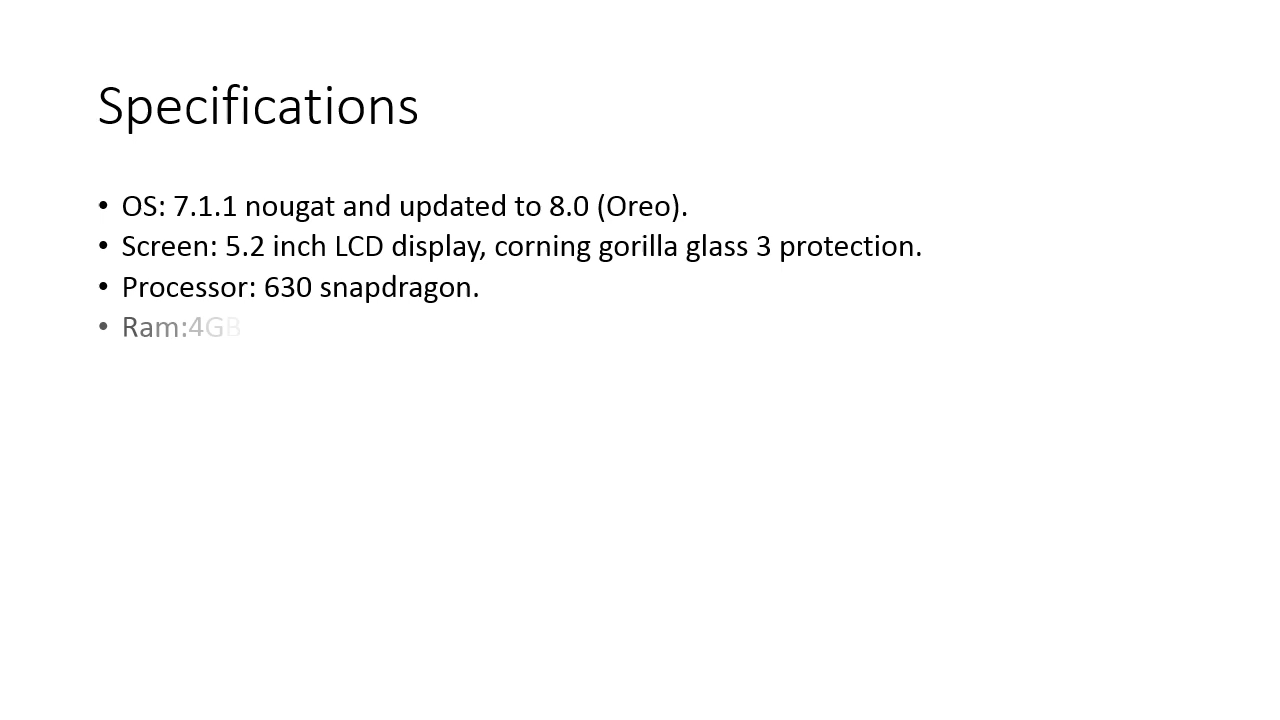 Specifications
• OS: 7.1.1 nougat and updated to 8.0 (Oreo).
• Screen: 5.2 inch LCD display, corning gorilla glass 3 protection.
• Processor: 630 snapdragon.
• Ram:4GB